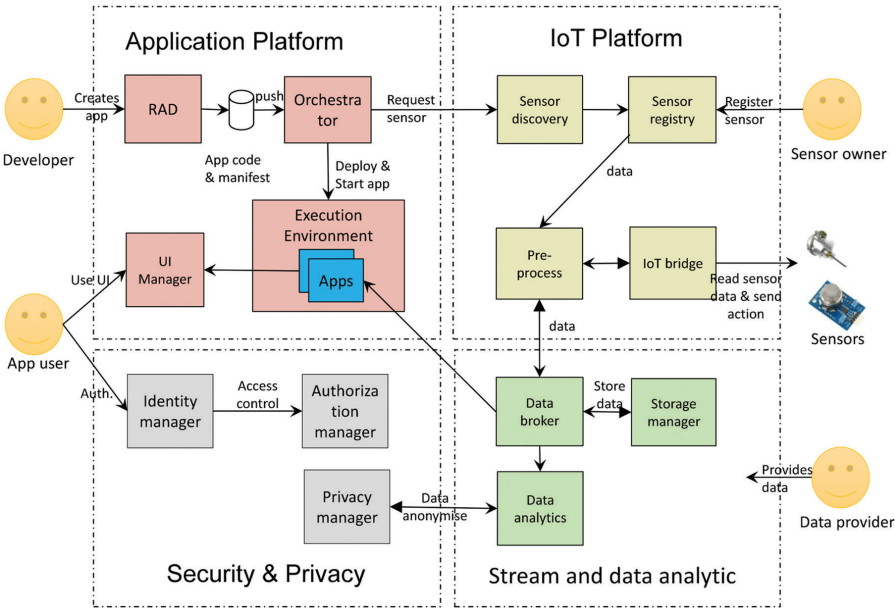 Application Platform
IoT Platform
Creates
app
RAD
push
Orchestra
tor
Request
sensor
Sensor
discovery
Sensor
registry
Register
sensor
Developer
App code
& manifest
Deploy &
Start app
data
Sensor owner
Execution
Environment
Apps
UI
Manager
Use UI
Pre-
process
IoT bridge
Read sensor
data & send
action
Sensors
data
App user
Auth.
Identity
manager
Access
control
Authoriza
tion
manager
Data
broker
Store
data
Storage
manager
Privacy
manager
Data
anonymise
Data
analytics
Provides
data
Data provider
Security & Privacy
Stream and data analytic